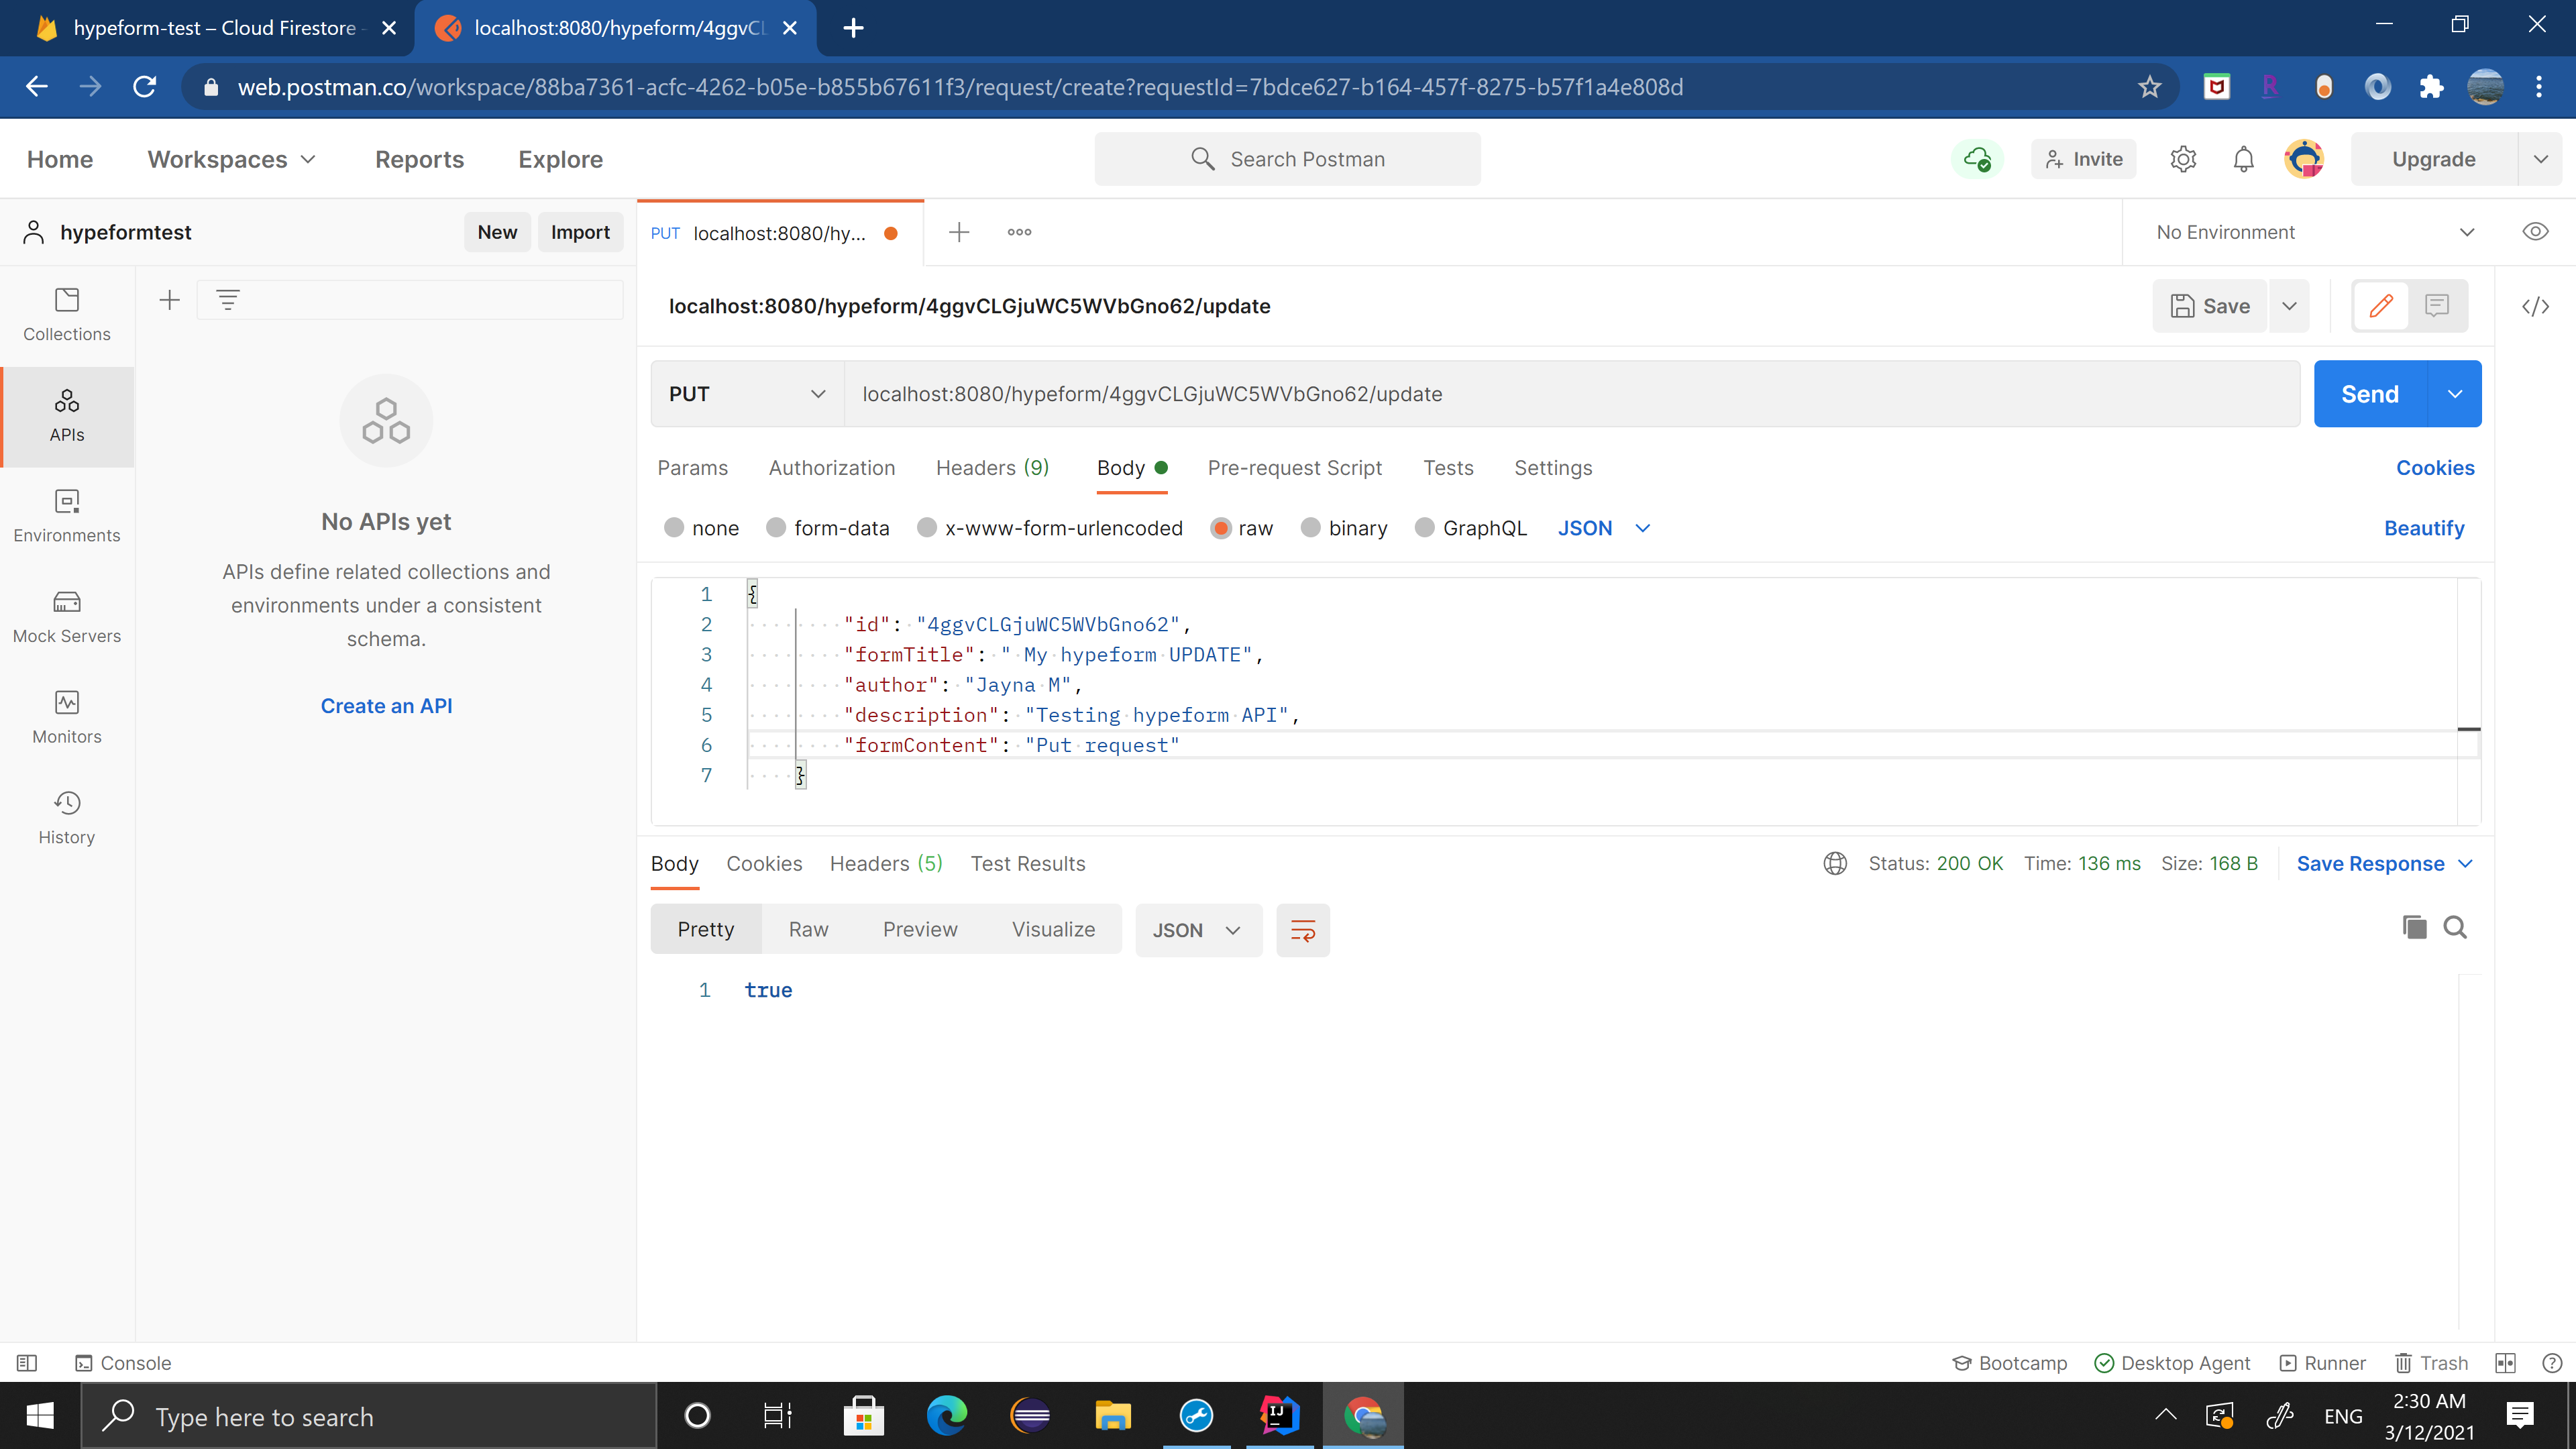 hypeform-test – Cloud Firestore -
localhost:8080/hypeform/4ggvCL
web.postman.co/workspace/88ba7361-acfc-4262-b05e-b855b67611f3/request/create?requestId=7bdce627-b164-457f-8275-b57f1a4e808d
Home Workspaces Reports Explore Search Postman Invite Upgrade
hypeformtest New Import PUT localhost:8080/hy... No Environment
Collections
APIs
Environments
Mock Servers
Monitors
History
No APIs yet
APIs define related collections and
environments under a consistent
schema.
Create an API
localhost:8080/hypeform/4ggvCLGjuWC5WVbGno62/update Save
PUT localhost:8080/hypeform/4ggvCLGjuWC5WVbGno62/update Send
Params Authorization Headers (9) Body Pre-request Script Tests Settings Cookies
none form-data x-www-form-urlencoded raw binary GraphQL JSON Beautify
1 {
2 "id": "4ggvCLGjuWC5WVbGno62",
3 "formTitle": " My hypeform UPDATE",
4 "author": "Jayna M",
5 "description": "Testing hypeform API",
6 "formContent": "Put request"
7 }
Body Cookies Headers (5) Test Results Status: 200 OK Time: 136 ms Size: 168 B Save Response
Pretty Raw Preview Visualize JSON
1 true
Console Bootcamp Desktop Agent Runner Trash
Type here to search
IJ
ENG
2:30 AM
3/12/2021